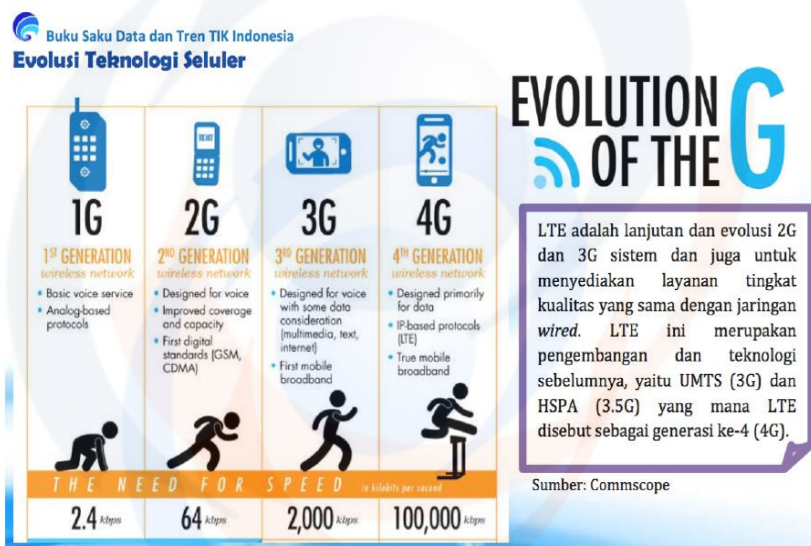 Buku Saku Data dan Tren TIK Indonesia
Evolusi Teknologi Seluler
EVOLUTION
OF THE G
TEXT
1G
1ST GENERATION
wireless network
• Basic voice service
• Analog-based
protocols
2G
2ND GENERATION
wireless network
• Designed for voice
• Improved coverage
and capacity
• First digital
standards (GSM,
CDMA)
3G
3RD GENERATION
wireless network
• Designed for voice
with some data
consideration
(multimedia, text,
internet)
• First mobile
broadband
4G
4TH GENERATION
wireless network
• Designed primarily
for data
• IP-based protocols
(LTE)
• True mobile
broadband
THE NEED FOR SPEED in kilobits per second
2.4 kbps
64 kbps
2,000 kbps
100,000 kbps
LTE adalah lanjutan dan evolusi 2G
dan 3G sistem dan juga untuk
menyediakan layanan tingkat
kualitas yang sama dengan jaringan
wired. LTE ini merupakan
pengembangan dan teknologi
sebelumnya, yaitu UMTS (3G) dan
HSPA (3.5G) yang mana LTE
disebut sebagai generasi ke-4 (4G).
Sumber: Commscope